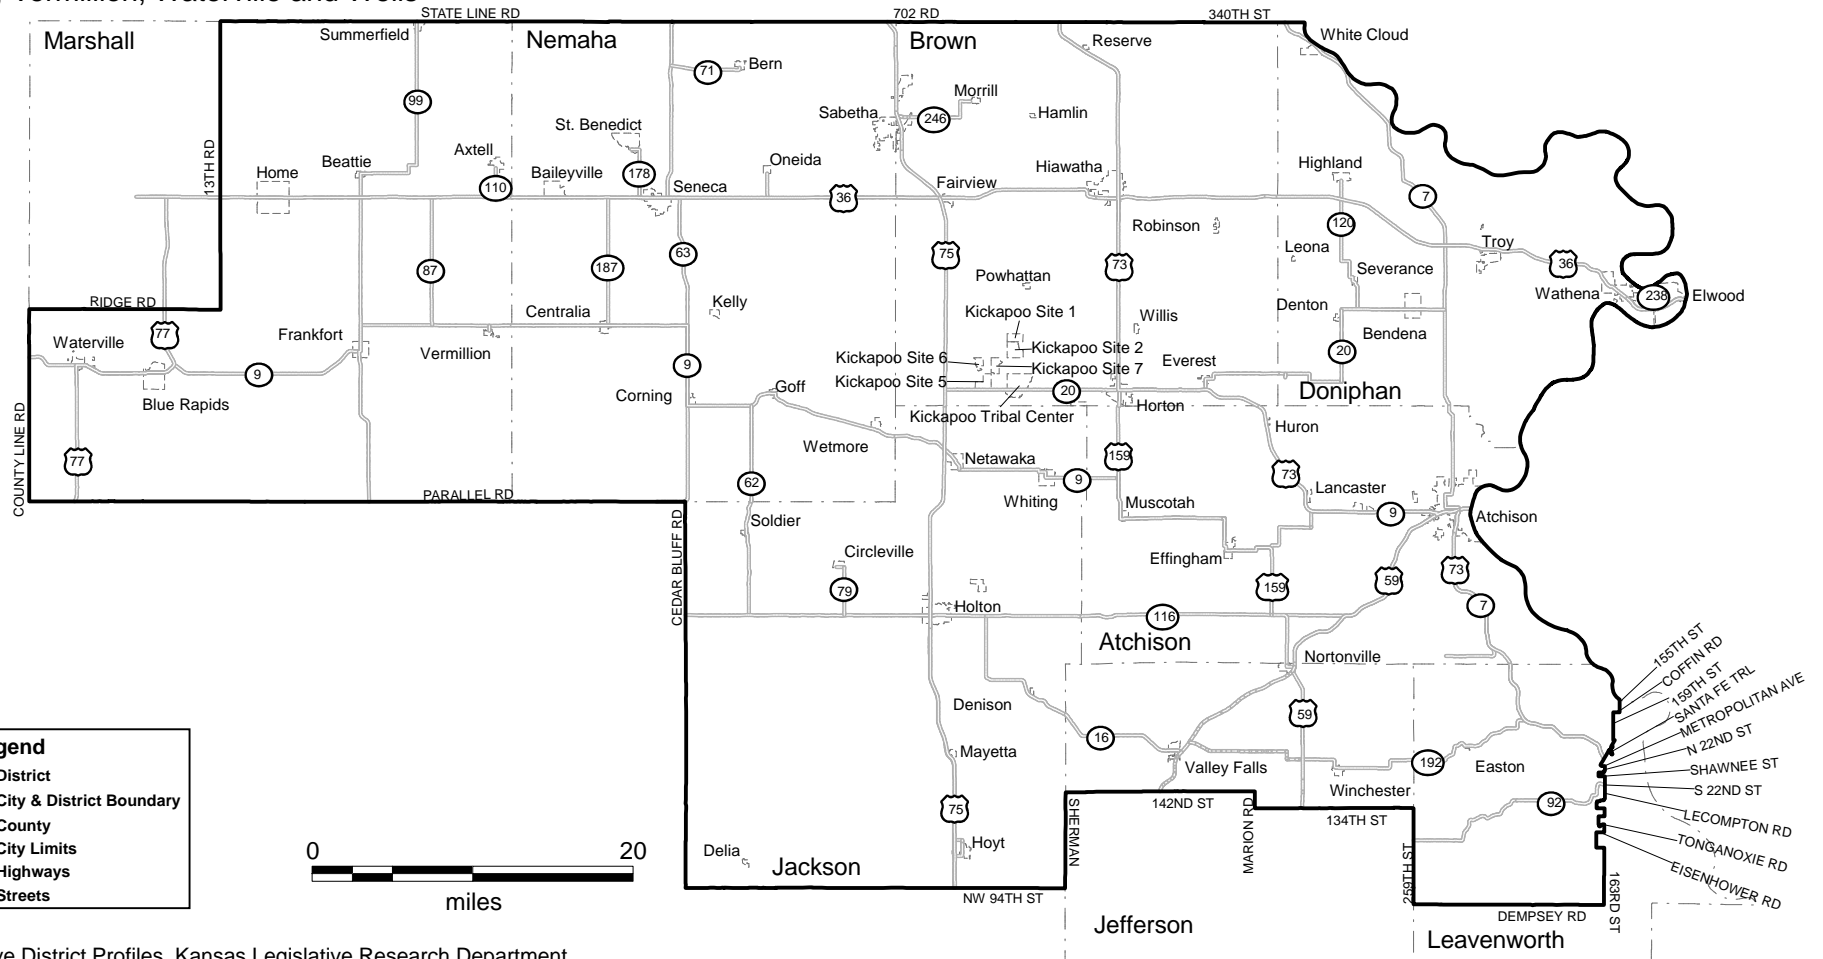 Vermillion, Waterville and Wells
STATE LINE RD
702 RD
340TH ST
Marshall
Summerfield
Nemaha
Brown
Reserve
White Cloud
71
Bern
99
Morrill
Sabetha
246
Hamlin
St. Benedict
13TH RD
Beattie
Axtell
Home
110
Baileyville
178
Seneca
Oneida
36
Fairview
Hiawatha
Highland
7
120
Robinson
Leona
Troy
36
87
187
63
75
73
Severance
Powhattan
Wathena
238
Elwood
RIDGE RD
Centralia
Kelly
Kickapoo Site 1
Willis
Denton
Bendena
77
Waterville
Frankfort
Vermillion
Kickapoo Site 2
Kickapoo Site 6
Kickapoo Site 7
Kickapoo Site 5
Everest
20
9
9
Blue Rapids
Corning
Goff
20
Doniphan
Horton
Kickapoo Tribal Center
Huron
COUNTY LINE RD
77
Wetmore
Netawaka
159
73
62
Whiting
9
Lancaster
PARALLEL RD
Muscotah
9
Atchison
Soldier
CEDAR BLUFF RD
Circleville
Effingham
79
159
59
73
Holton
116
7
Atchison
Nortonville
155TH ST
COFFIN RD
159TH ST
SANTA FE TRL
METROPOLITAN AVE
N 22ND ST
SHAWNEE ST
S 22ND ST
LECOMPTON RD
TONGANOXIE RD
EISENHOWER RD
Denison
59
16
Mayetta
Valley Falls
192
Easton
Winchester
92
75
142ND ST
134TH ST
SHERMAN
MARION RD
259TH ST
163RD ST
Delia
Jackson
Hoyt
NW 94TH ST
DEMPSEY RD
Jefferson
Leavenworth
gend
District
City & District Boundary
County
City Limits
Highways
Streets
0 20
miles
ve District Profiles, Kansas Legislative Research Department